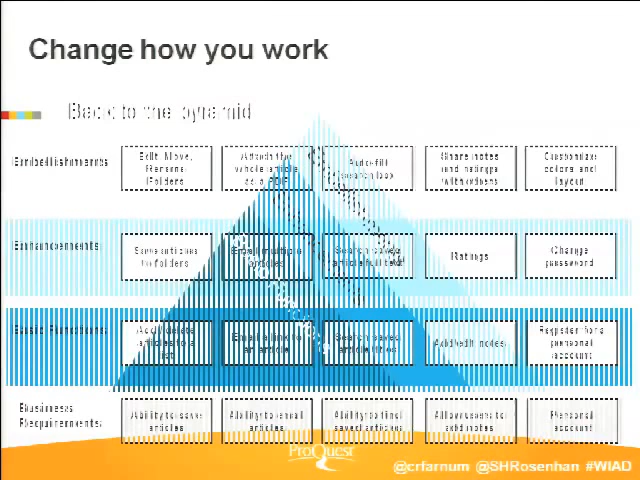 Change how you work
Back to the pyramid
Embellishments
Edit, Move,
Rename
Folders
Attach the
whole article
as a PDF
Auto-fill
search box
Share notes
and ratings
with others
Customize
colors and
layout
Enhancements
Save articles
to folders
Email multiple
articles
Search saved
article full text
Ratings
Change
password
Basic Functions
Add/delete
articles to a
list
Email a link to
an article
Search saved
article titles
Add/edit notes
Register for a
personal
account
Business
Requirements
Ability to save
articles
Ability to email
articles
Ability to find
saved articles
Allow users to
add notes
Personal
account
ProQuest
@crfarnum @SHRosenhan #WIAD